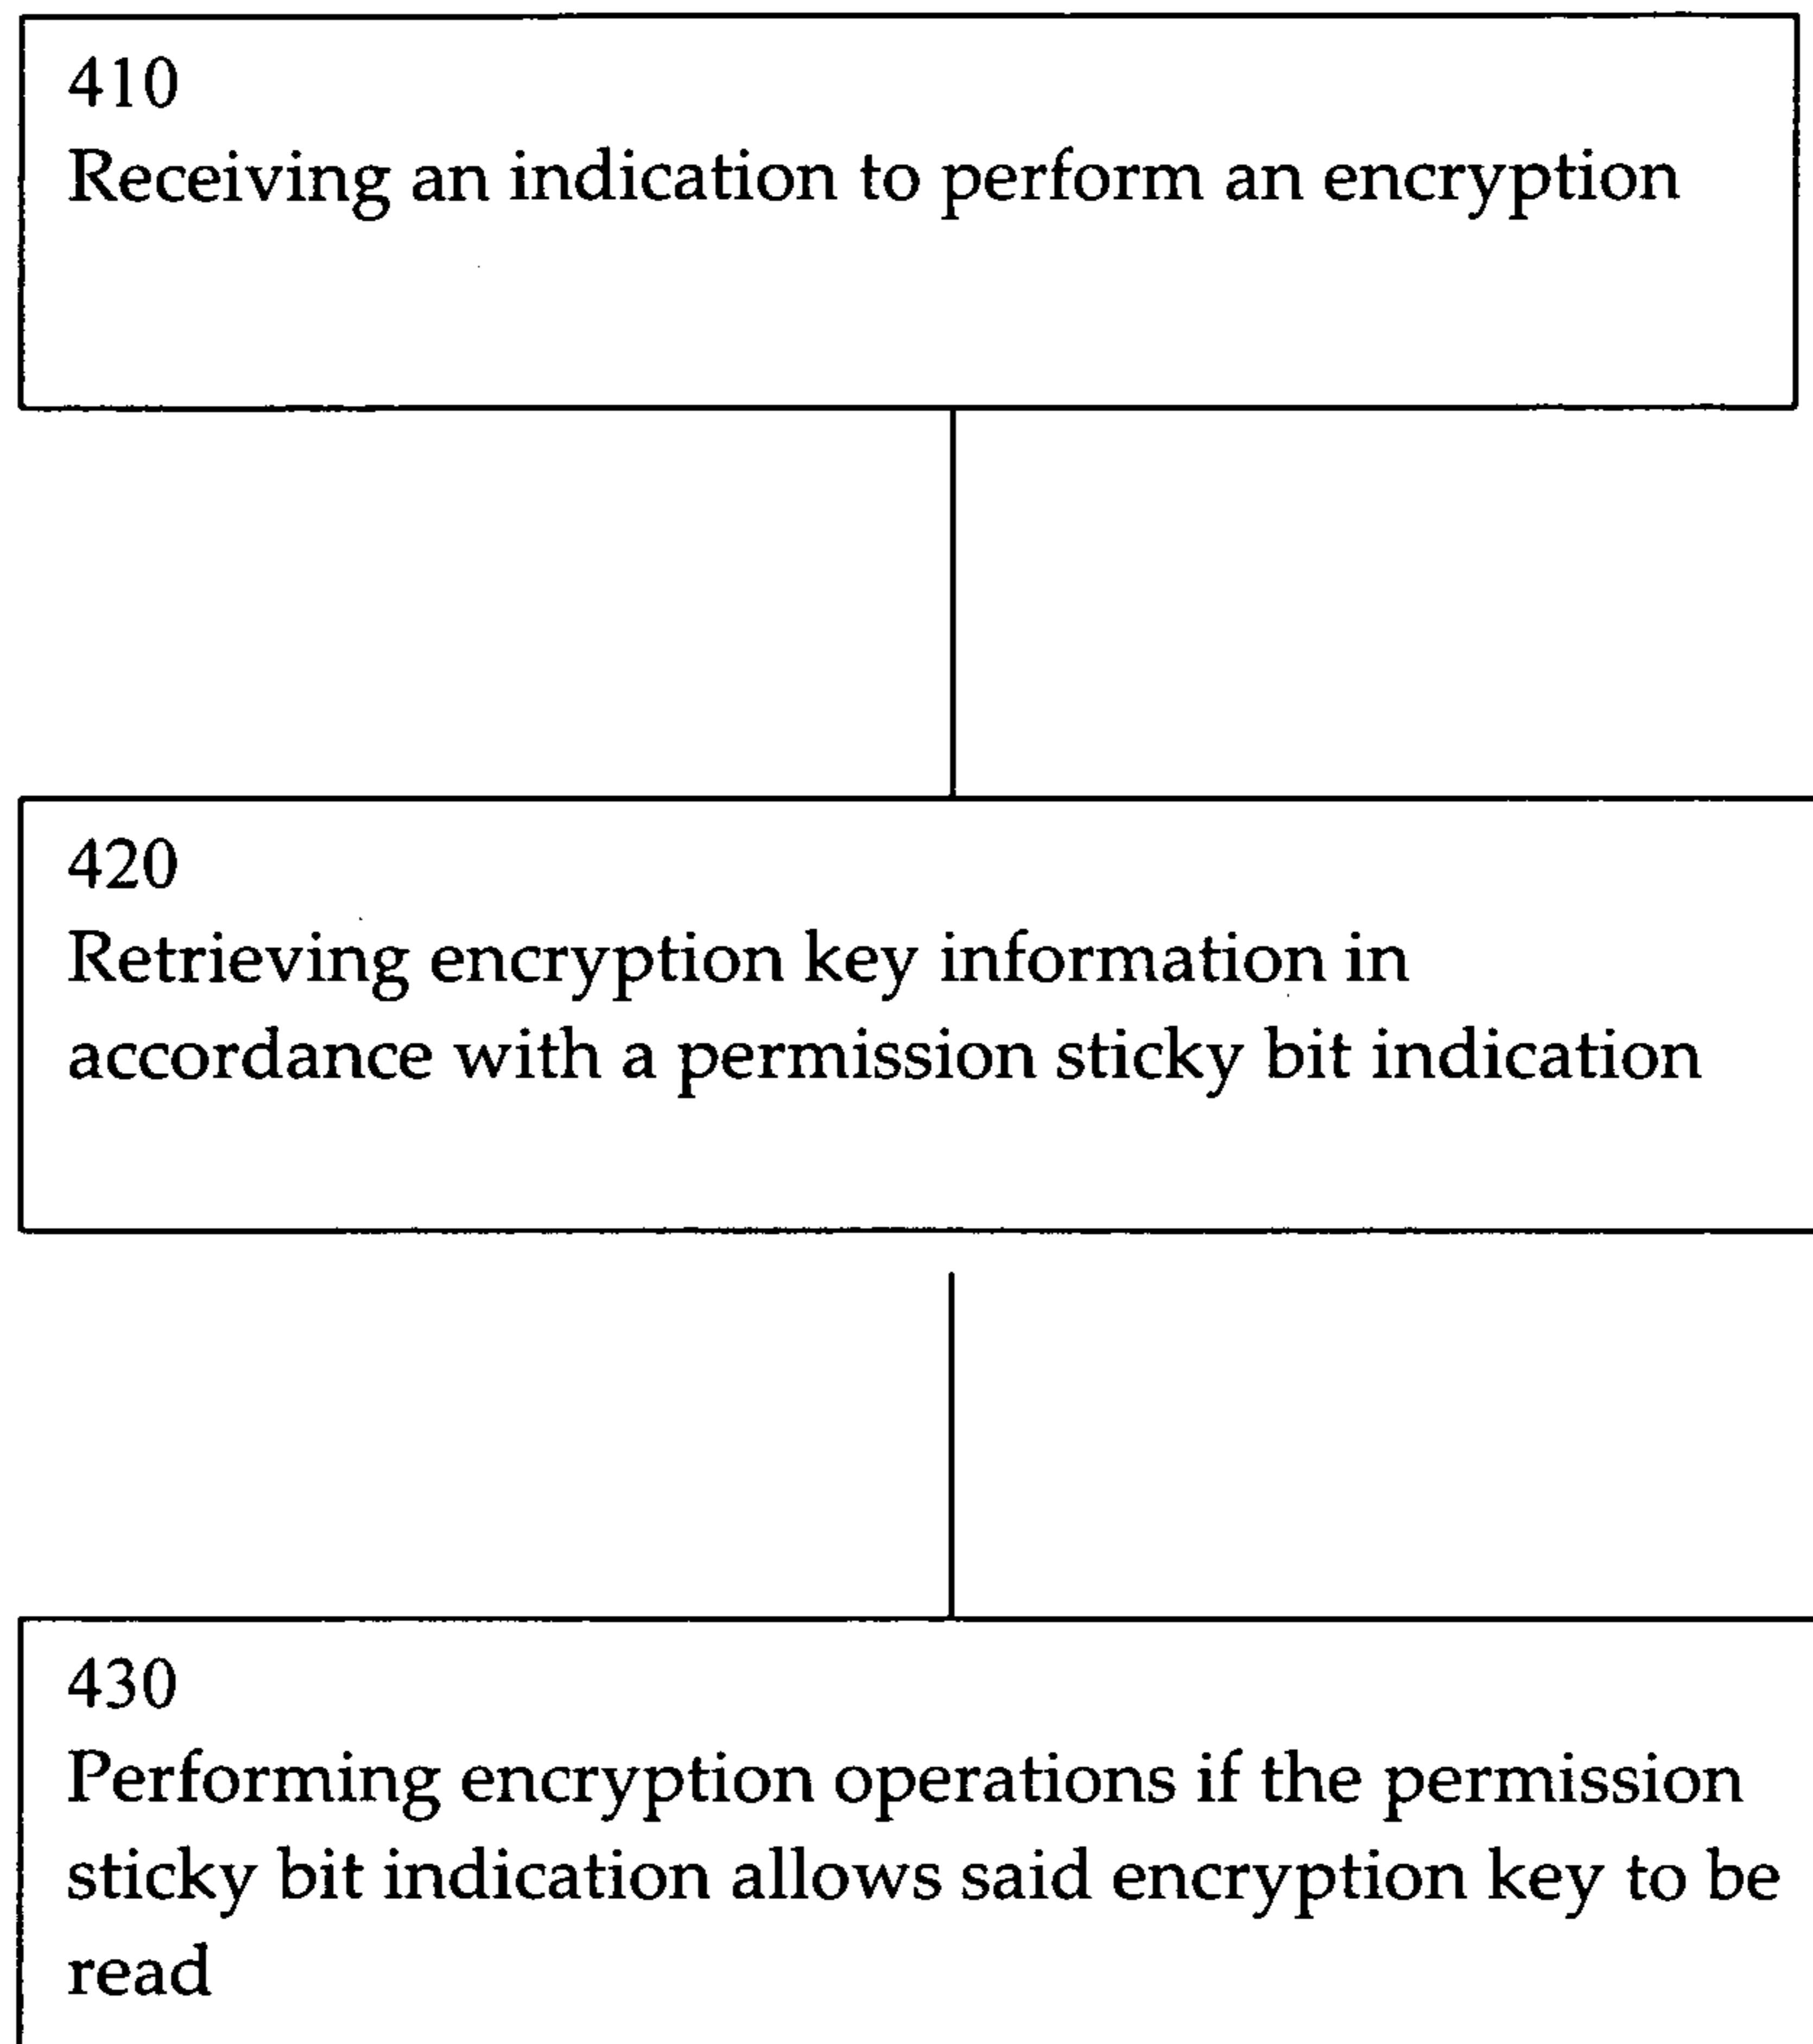 410
Receiving an indication to perform an encryption
420
Retrieving encryption key information in
accordance with a permission sticky bit indication
430
Performing encryption operations if the permission
sticky bit indication allows said encryption key to be
read